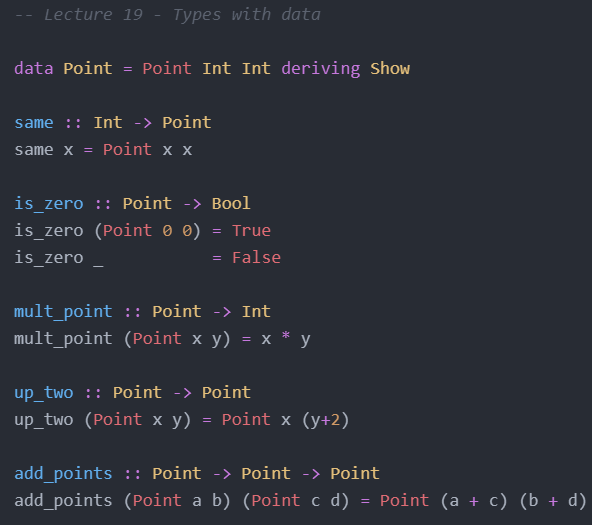 -- Lecture 19 - Types with data
data Point = Point Int Int deriving Show
same :: Int -> Point
same x = Point x x
is_zero :: Point -> Bool
is_zero (Point 0 0) = True
is_zero _           = False
mult_point :: Point -> Int
mult_point (Point x y) = x * y
up_two :: Point -> Point
up_two (Point x y) = Point x (y+2)
add_points :: Point -> Point -> Point
add_points (Point a b) (Point c d) = Point (a + c) (b + d)